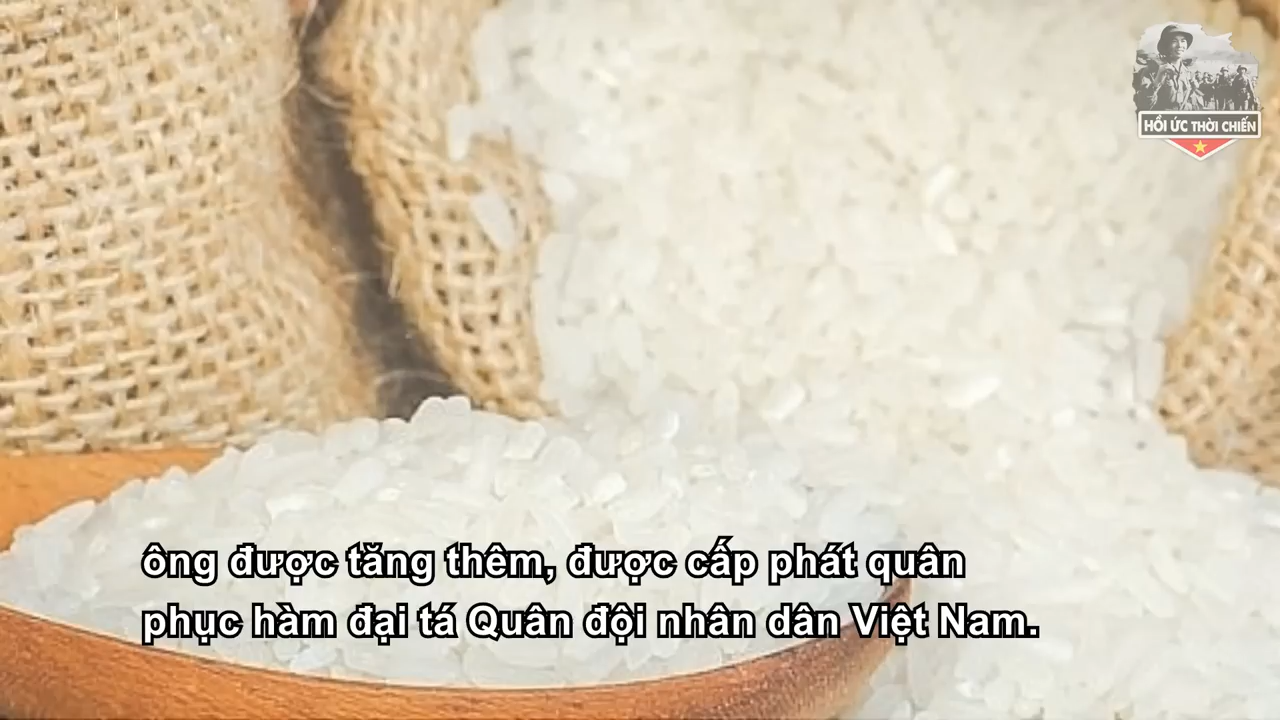 HỒI ỨC THỜI CHIẾN
ông được tăng thêm, được cấp phát quân
phục hàm đại tá Quân đội nhân dân Việt Nam.